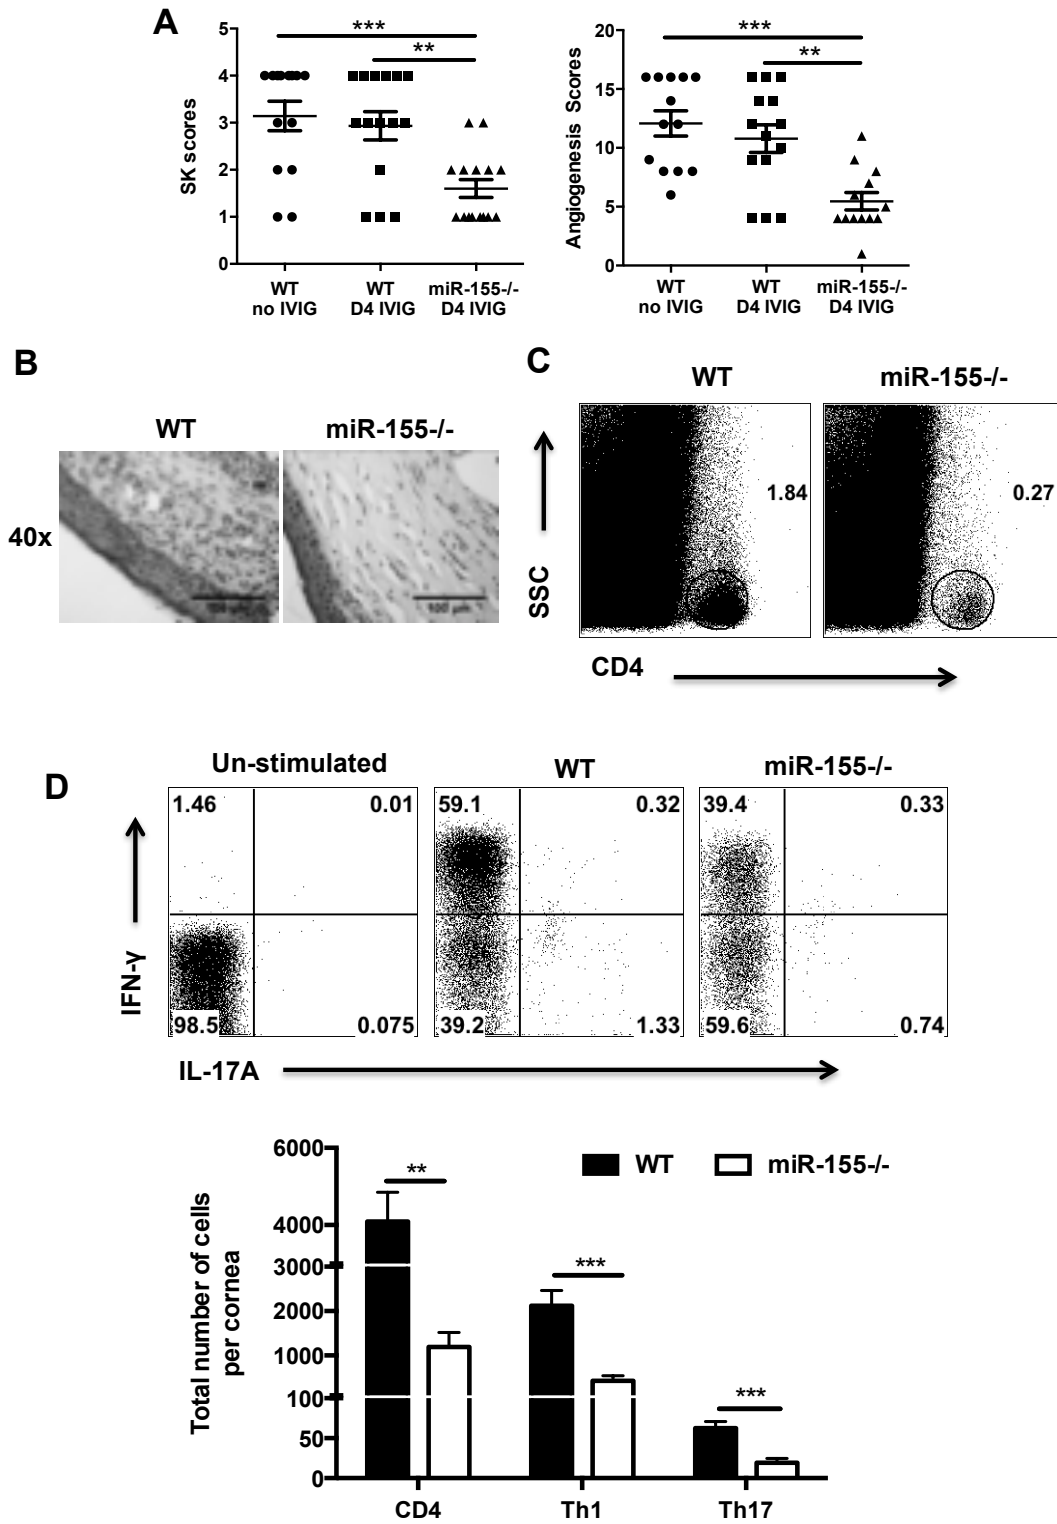 A
5
4
3
2
1
0
SK scores
***
**
WT
no IVIG
WT
D4 IVIG
miR-155-/-
D4 IVIG
20
15
10
5
0
Angiogenesis Scores
***
**
WT
no IVIG
WT
D4 IVIG
miR-155-/-
D4 IVIG
B
WT
miR-155-/-
40x
100 µm
C
WT
miR-155-/-
1.84
0.27
SSC
CD4
D
Un-stimulated
WT
miR-155-/-
1.46
0.01
98.5
0.075
59.1
0.32
39.2
1.33
39.4
0.33
59.6
0.74
IFN-γ
IL-17A
6000
4000
3000
2000
1000
100
50
0
Total number of cells
per cornea
WT
miR-155-/-
**
***
***
CD4
Th1
Th17